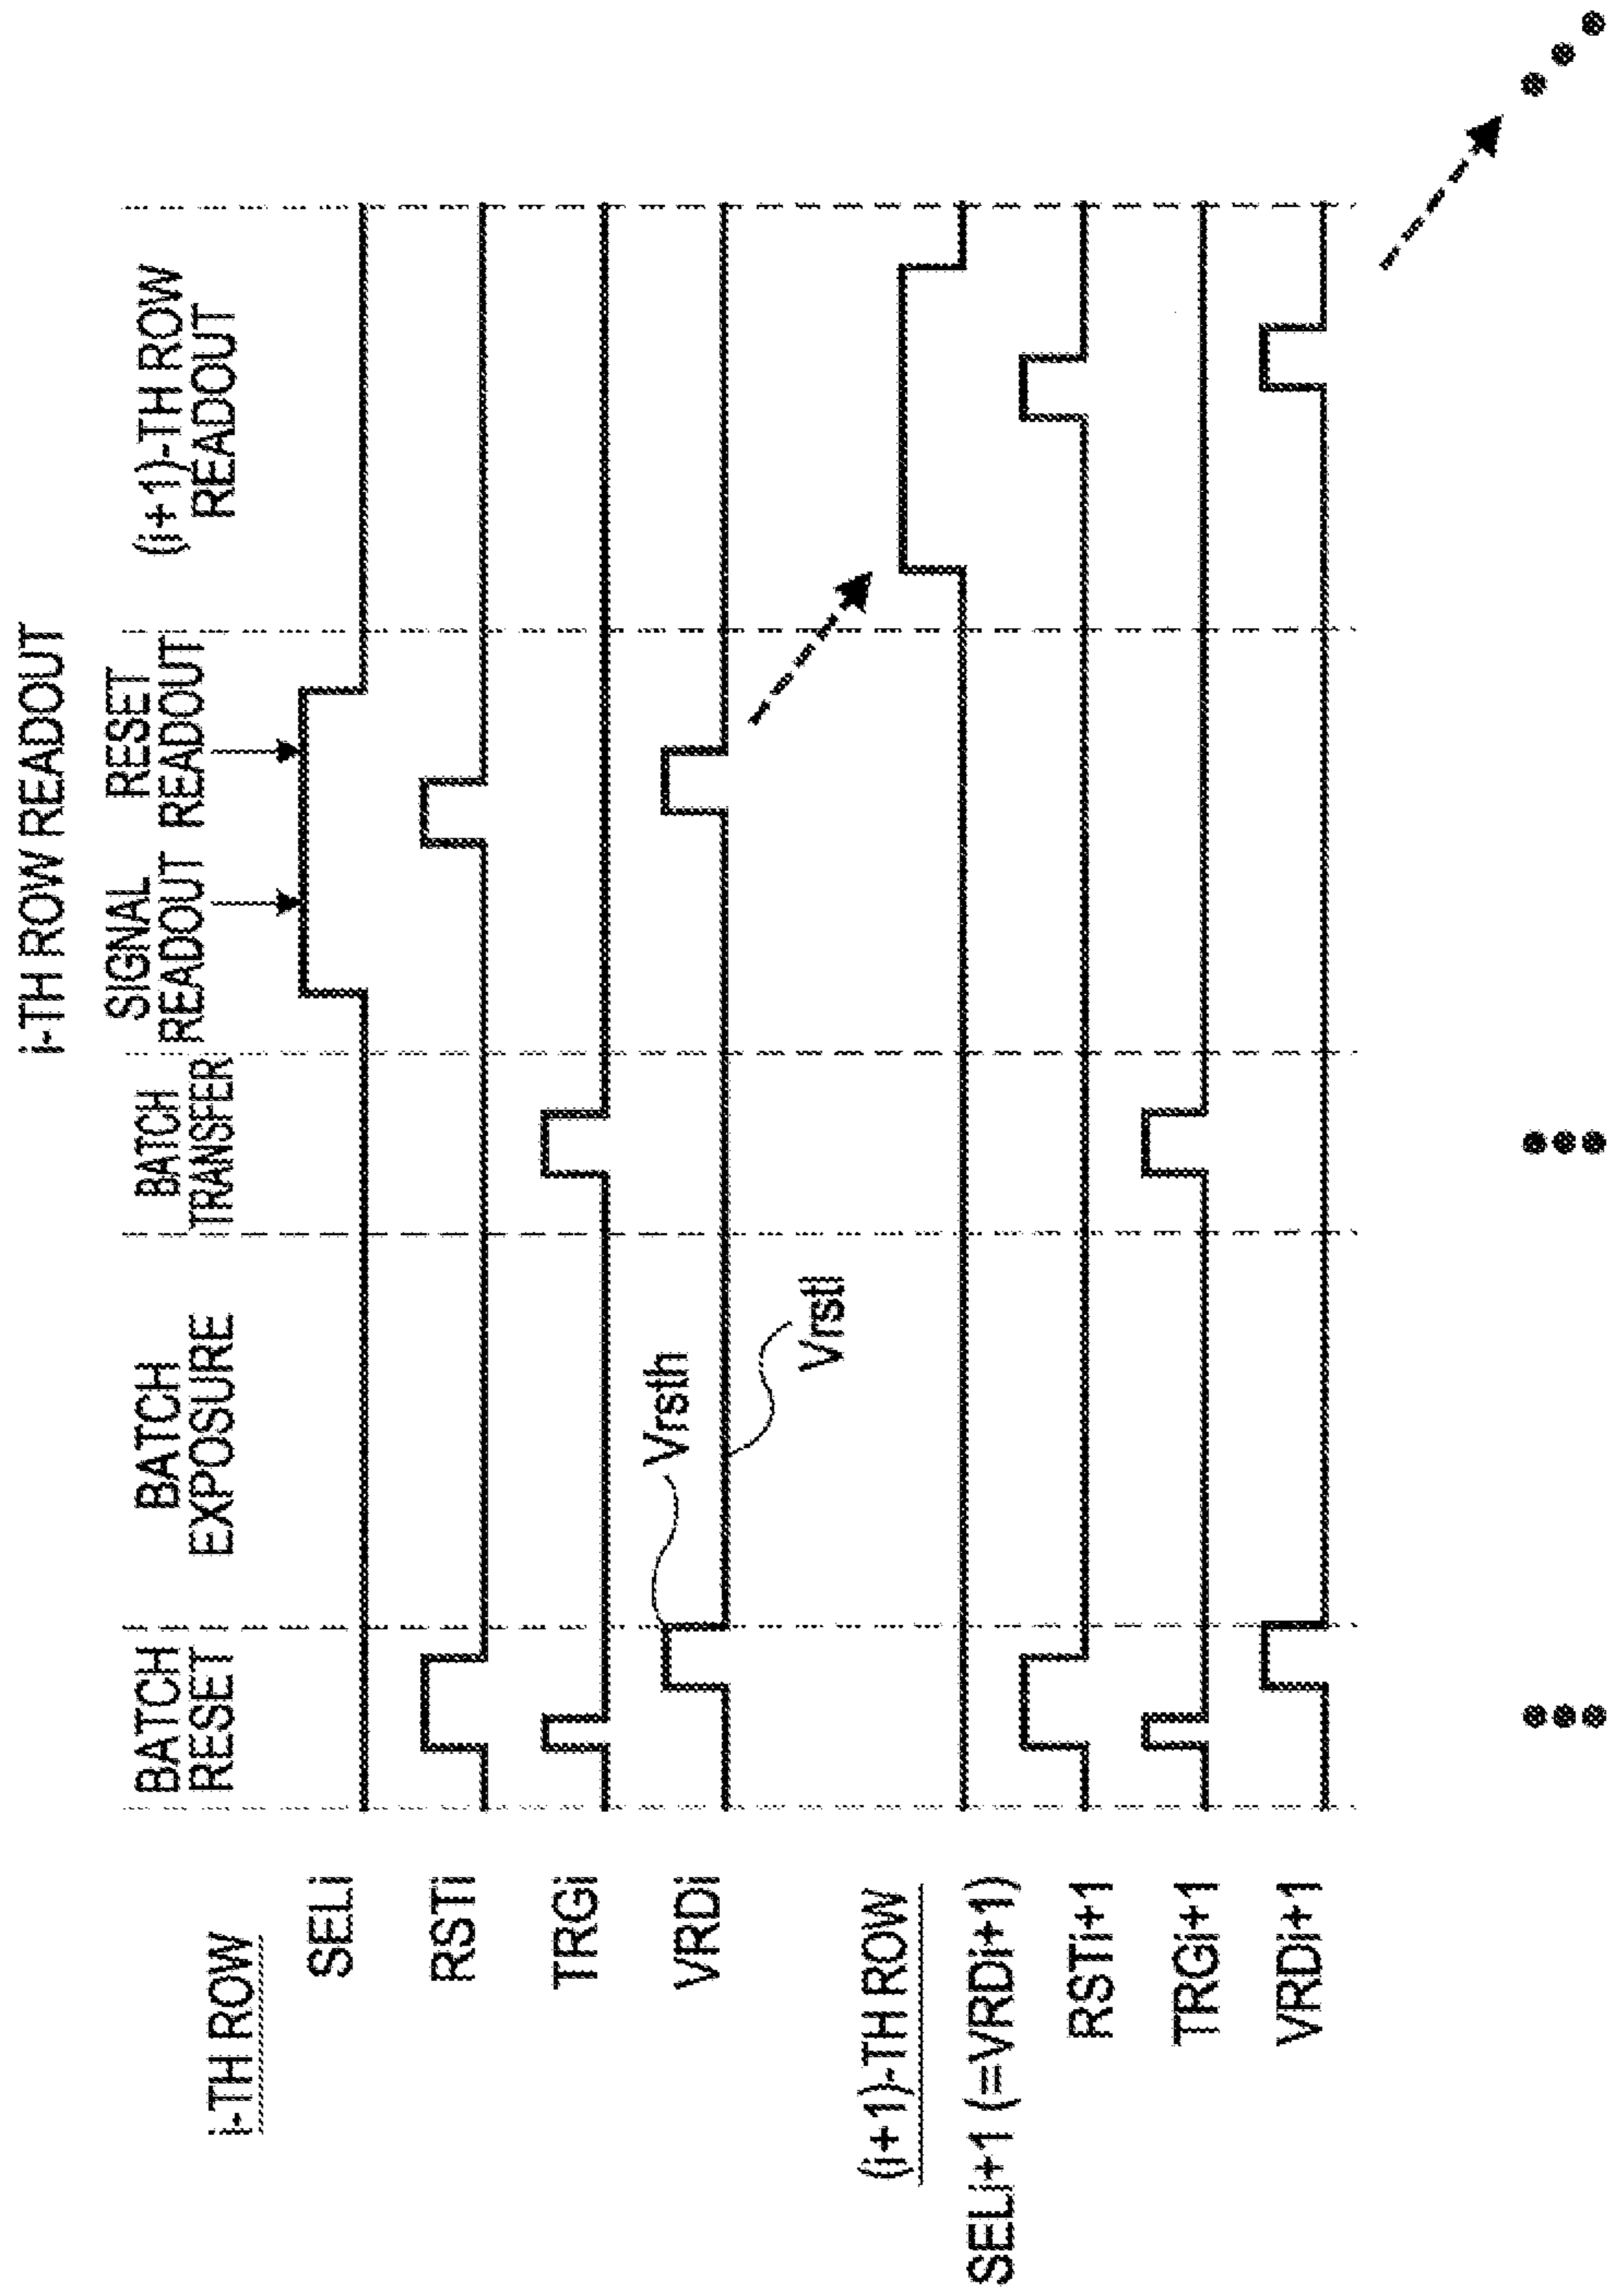 i-TH ROW READOUT
BATCH
RESET
BATCH
EXPOSURE
BATCH
TRANSFER
SIGNAL
READOUT
RESET
READOUT
(i+1)-TH ROW
READOUT
i-TH ROW
SELi
RSTi
TRGi
VRDi
Vrsth
Vrstl
(i+1)-TH ROW
SELi+1 (=VRDi+1)
RSTi+1
TRGi+1
VRDi+1